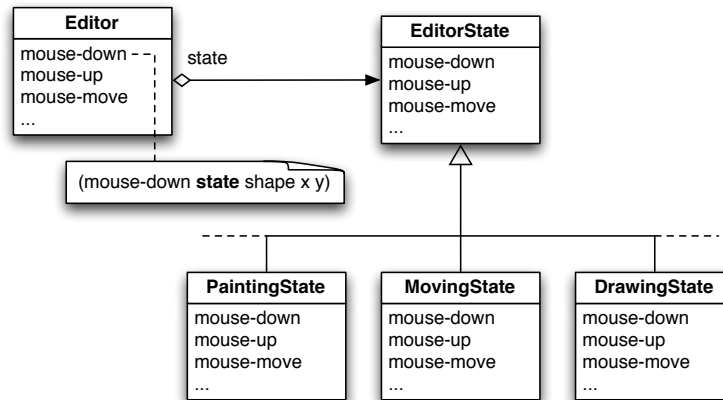 Editor
mouse-down
mouse-up
mouse-move
...
state
EditorState
mouse-down
mouse-up
mouse-move
...
(mouse-down state shape x y)
PaintingState
mouse-down
mouse-up
mouse-move
...
MovingState
mouse-down
mouse-up
mouse-move
...
DrawingState
mouse-down
mouse-up
mouse-move
...